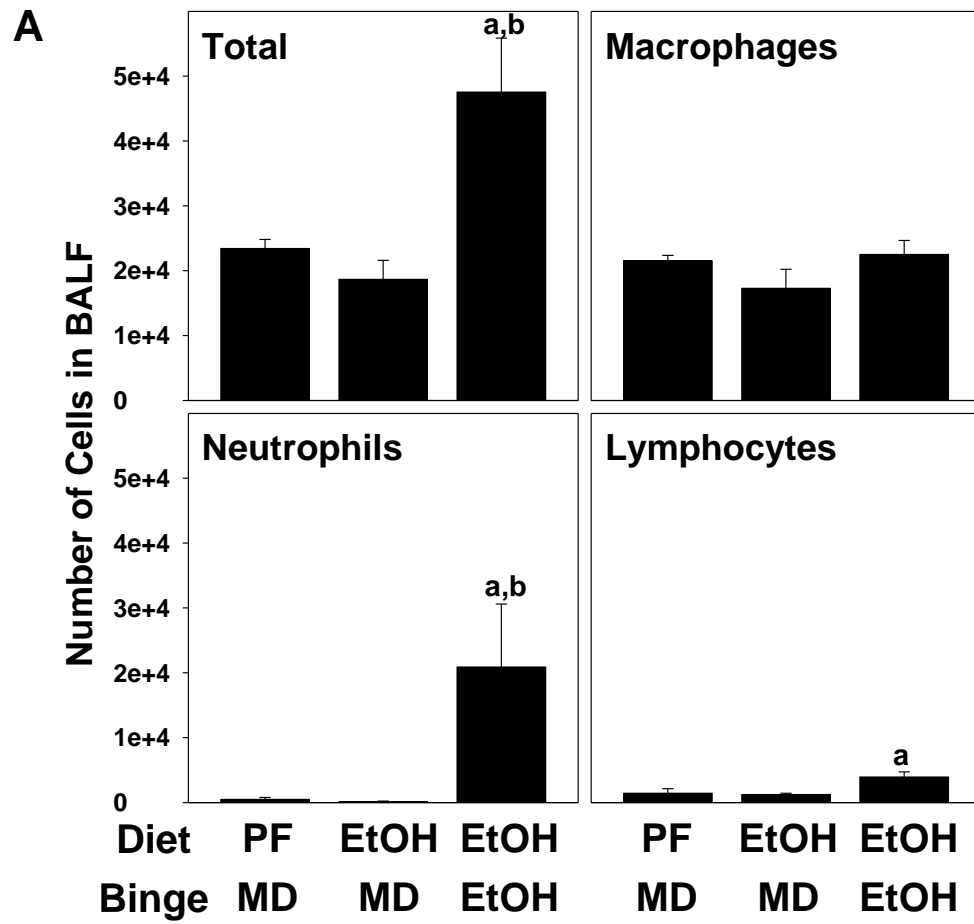 A
Number of Cells in BALF
Total
a,b
5e+4
4e+4
3e+4
2e+4
1e+4
0
Macrophages
Neutrophils
a,b
5e+4
4e+4
3e+4
2e+4
1e+4
0
Lymphocytes
a
Diet PF EtOH EtOH PF EtOH EtOH
Binge MD MD EtOH MD MD EtOH